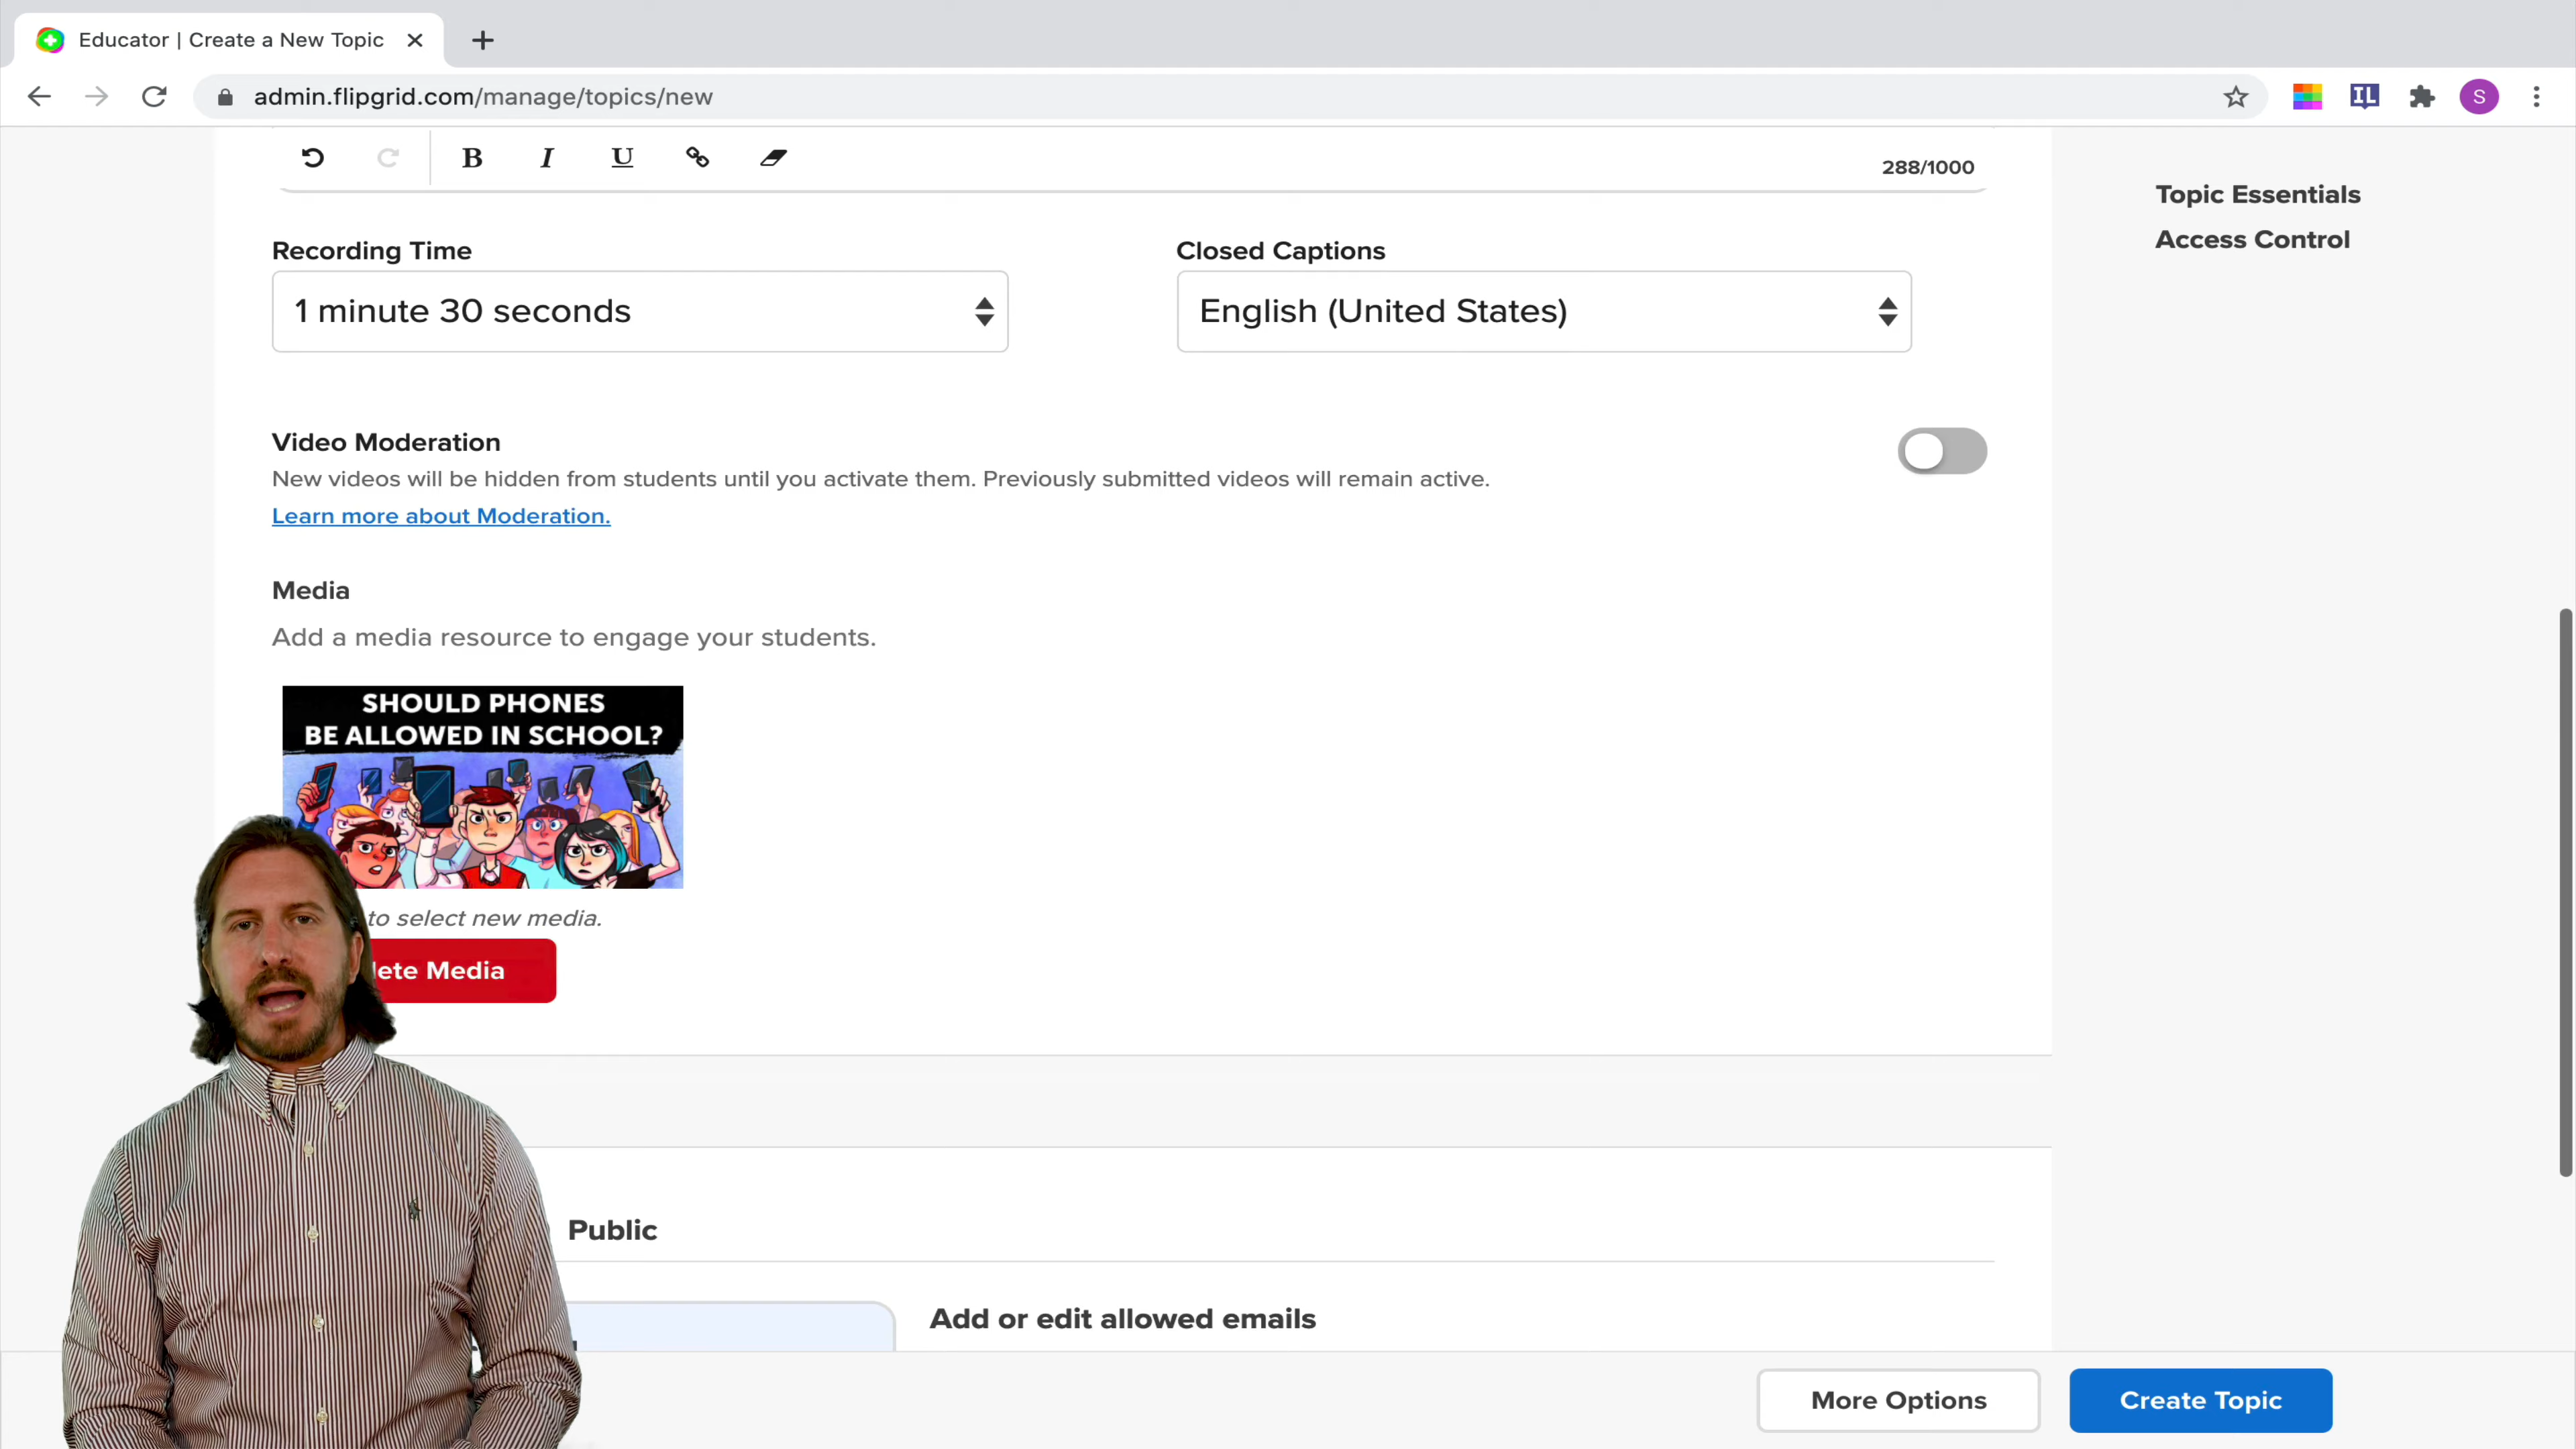 Educator | Create a New Topic
admin.flipgrid.com/manage/topics/new
IL
S
B I U
288/1000
Topic Essentials
Access Control
Recording Time
Closed Captions
1 minute 30 seconds
English (United States)
Video Moderation
New videos will be hidden from students until you activate them. Previously submitted videos will remain active.
Learn more about Moderation.
Media
Add a media resource to engage your students.
SHOULD PHONES
BE ALLOWED IN SCHOOL?
to select new media.
lete Media
Public
Add or edit allowed emails
More Options
Create Topic